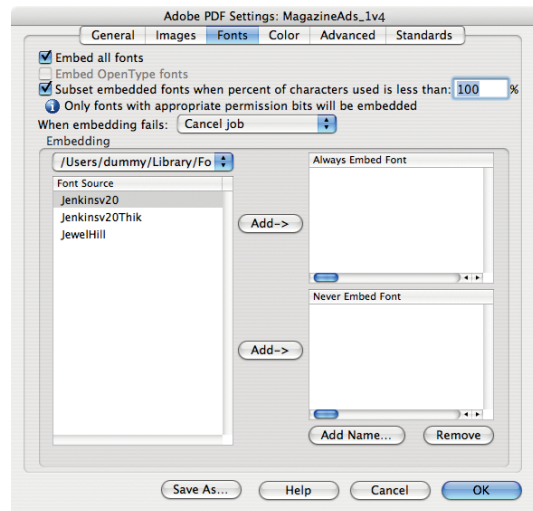 Adobe PDF Settings: MagazineAds_1v4
General Images Fonts Color Advanced Standards
Embed all fonts
Embed OpenType fonts
Subset embedded fonts when percent of characters used is less than: 100 %
Only fonts with appropriate permission bits will be embedded
When embedding fails: Cancel job
Embedding
/Users/dummy/Library/Fo
Always Embed Font
Font Source
Jenkinsv20
Jenkinsv20Thik
JewelHill
Add->
Never Embed Font
Add->
Add Name... Remove
Save As... Help Cancel OK